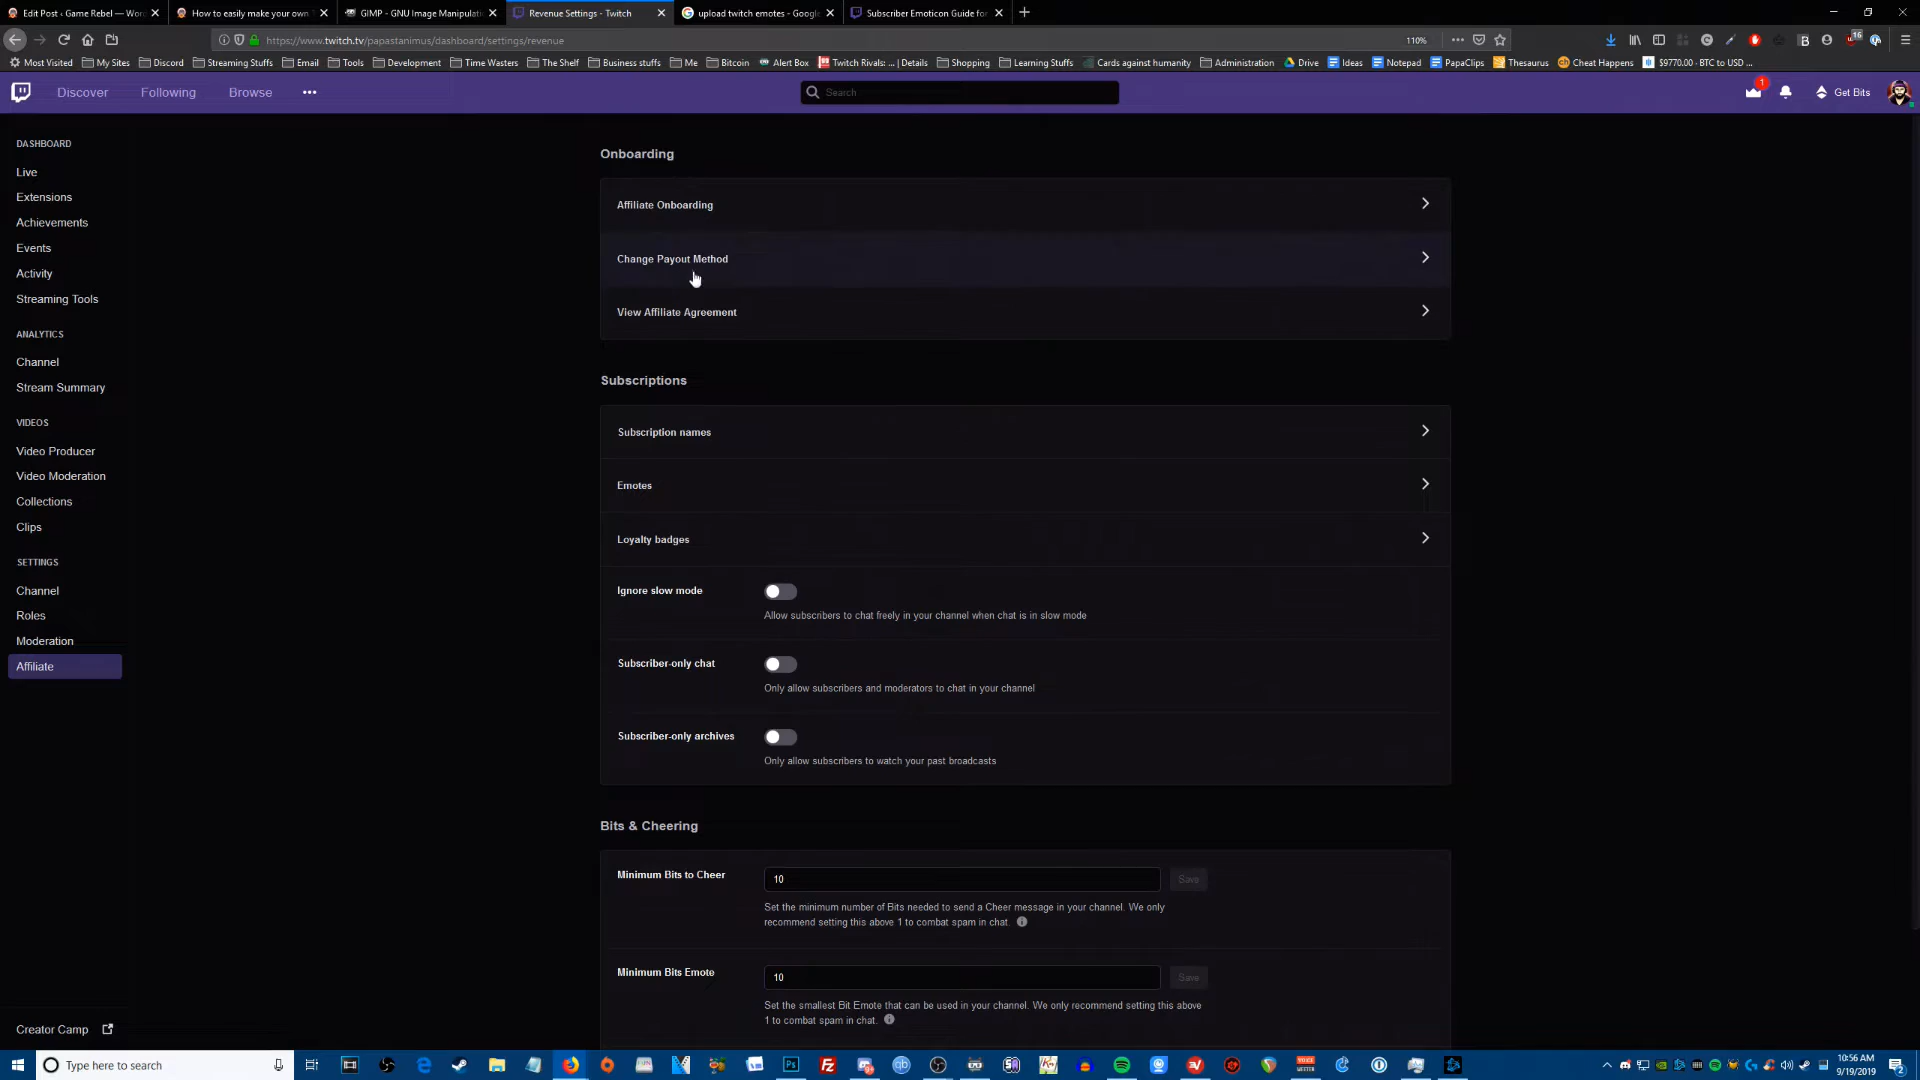 Edit Post ‹ Game Rebel — Wor
How to easily make your own
GIMP - GNU Image Manipulati
Revenue Settings - Twitch
upload twitch emotes - Google
Subscriber Emoticon Guide for
https://www.twitch.tv/papastanimus/dashboard/settings/revenue
110%
16
Most Visited
My Sites
Discord
Streaming Stuffs
Email
Tools
Development
Time Wasters
The Shelf
Business stuffs
Me
Bitcoin
Alert Box
Twitch Rivals: ... | Details
Shopping
Learning Stuffs
Cards against humanity
Administration
Drive
Ideas
Notepad
PapaClips
Thesaurus
Cheat Happens
$9770.00 - BTC to USD ...
Discover
Following
Browse
Search
1
Get Bits
DASHBOARD
Live
Extensions
Achievements
Events
Activity
Streaming Tools
ANALYTICS
Channel
Stream Summary
VIDEOS
Video Producer
Video Moderation
Collections
Clips
SETTINGS
Channel
Roles
Moderation
Affiliate
Creator Camp
Onboarding
Affiliate Onboarding
Change Payout Method
View Affiliate Agreement
Subscriptions
Subscription names
Emotes
Loyalty badges
Ignore slow mode
Allow subscribers to chat freely in your channel when chat is in slow mode
Subscriber-only chat
Only allow subscribers and moderators to chat in your channel
Subscriber-only archives
Only allow subscribers to watch your past broadcasts
Bits & Cheering
Minimum Bits to Cheer
10
Save
Set the minimum number of Bits needed to send a Cheer message in your channel. We only
recommend setting this above 1 to combat spam in chat.
Minimum Bits Emote
10
Save
Set the smallest Bit Emote that can be used in your channel. We only recommend setting this above
1 to combat spam in chat.
Type here to search
10:56 AM
9/19/2019